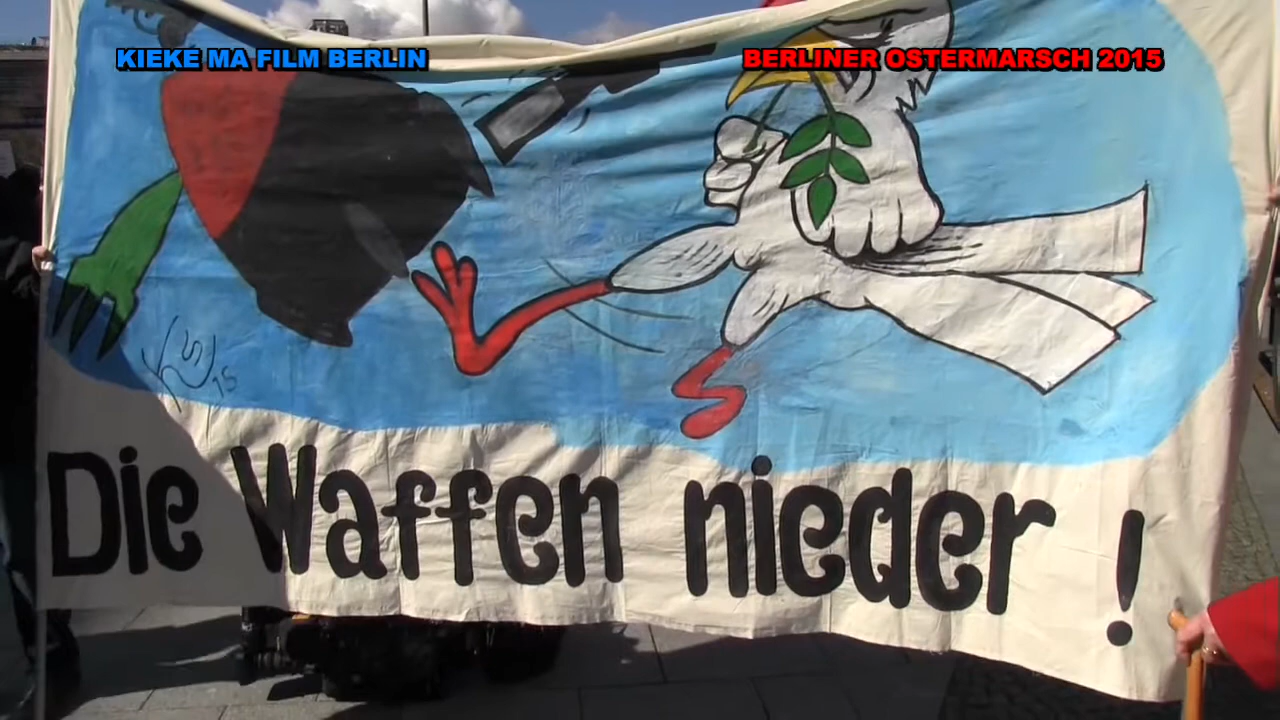 KIEKE MA FILM BERLIN
BERLINER OSTERMARSCH 2015
Die Waffen nieder !